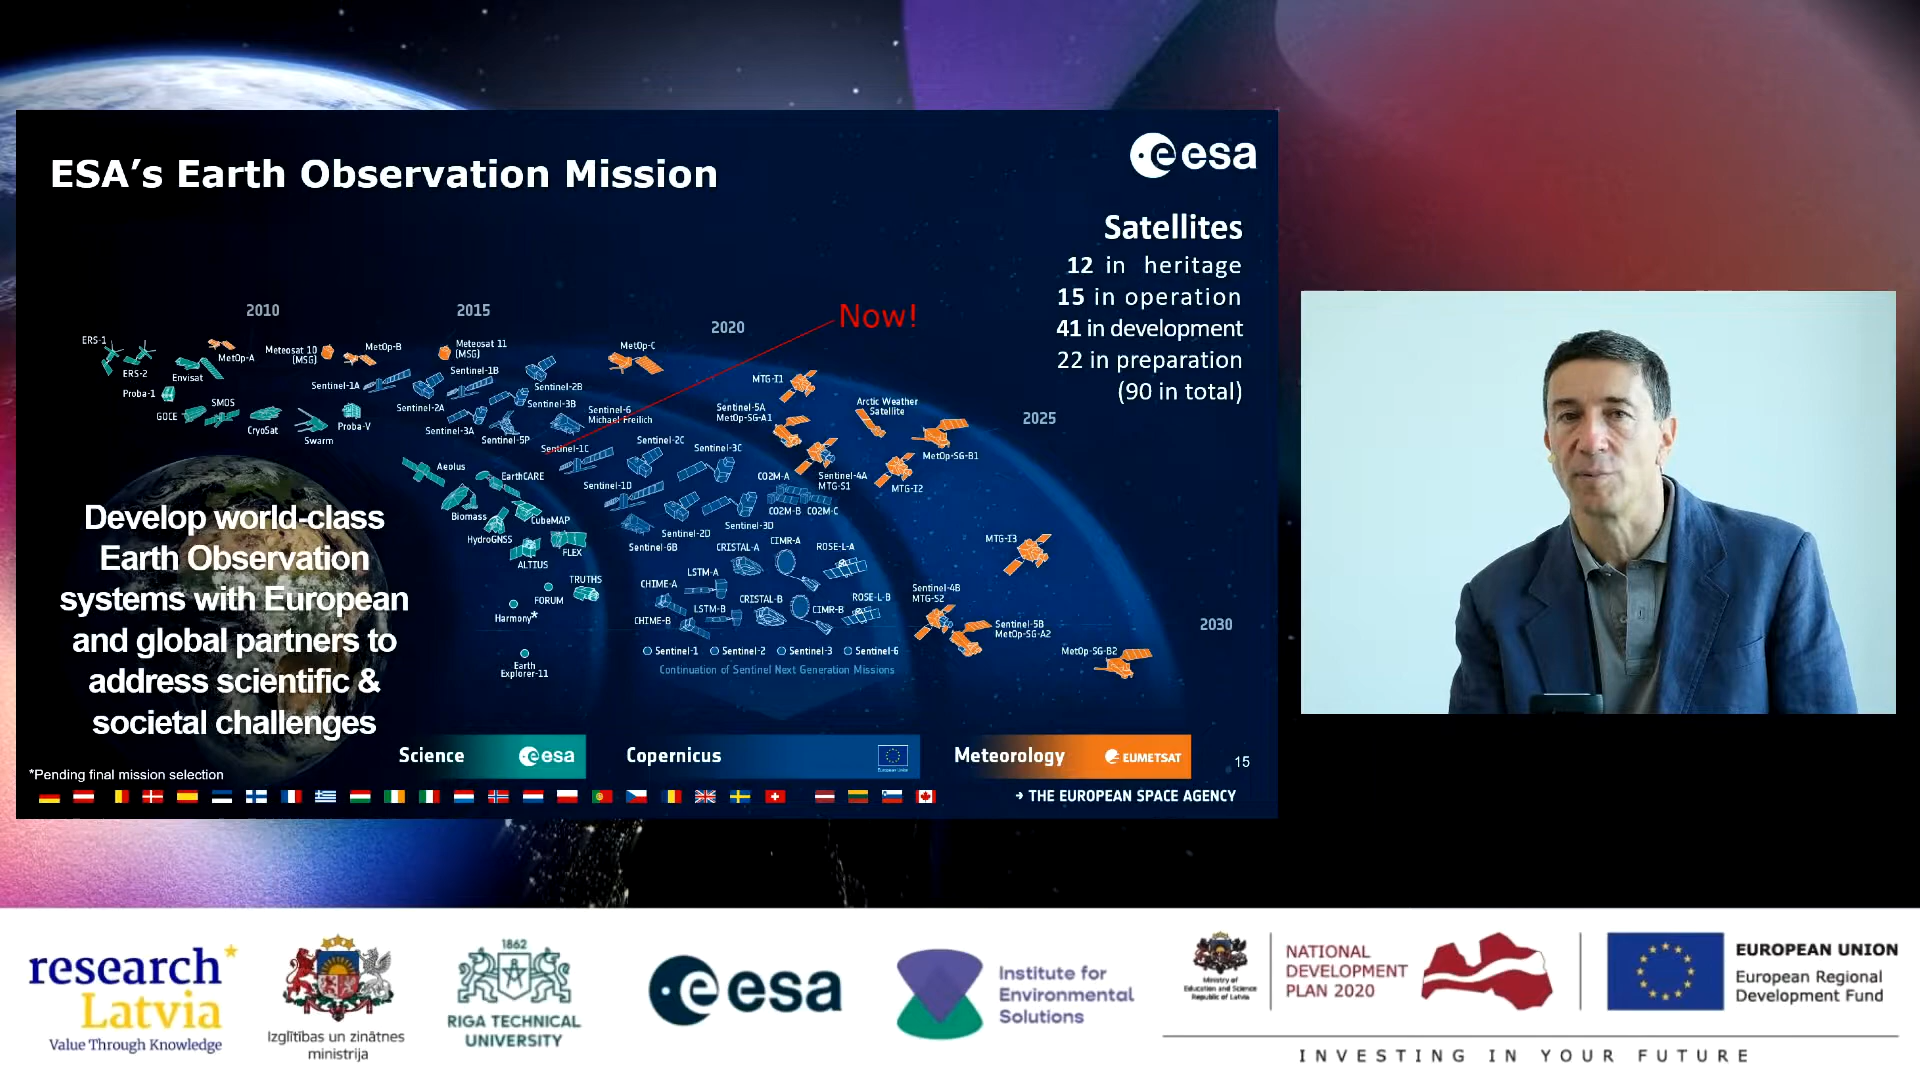 ESA's Earth Observation Mission
esa
Satellites
12 in heritage
15 in operation
41 in development
22 in preparation
(90 in total)
2010
2015
2020
2025
2030
Now!
ERS-1
ERS-2
Proba-1
Envisat
MetOp-A
Meteosat 10
(MSG)
MetOp-B
Meteosat 11
(MSG)
MetOp-C
GOCE
SMOS
CryoSat
Swarm
Proba-V
Sentinel-1A
Sentinel-1B
Sentinel-2A
Sentinel-2B
Sentinel-3A
Sentinel-3B
Sentinel-5P
Sentinel-6
Michael Freilich
Sentinel-1C
Sentinel-2C
Sentinel-3C
Sentinel-1D
Sentinel-2D
Sentinel-3D
Sentinel-6B
CO2M-A
CO2M-B
CO2M-C
MTG-I1
Sentinel-5A
MetOp-SG-A1
Arctic Weather
Satellite
MetOp-SG-B1
Sentinel-4A
MTG-S1
MTG-I2
MTG-I3
Aeolus
EarthCARE
Biomass
CubeMAP
HydroGNSS
FLEX
ALTIUS
TRUTHS
FORUM
Harmony*
Earth
Explorer-11
CRISTAL-A
CIMR-A
ROSE-L-A
LSTM-A
CHIME-A
CRISTAL-B
CIMR-B
ROSE-L-B
LSTM-B
CHIME-B
Sentinel-1 Sentinel-2 Sentinel-3 Sentinel-6
Continuation of Sentinel Next Generation Missions
Sentinel-4B
MTG-S2
Sentinel-5B
MetOp-SG-A2
MetOp-SG-B2
Develop world-class
Earth Observation
systems with European
and global partners to
address scientific &
societal challenges
Science esa
Copernicus
European Union
Meteorology EUMETSAT
15
*Pending final mission selection
→ THE EUROPEAN SPACE AGENCY
research
Latvia
Value Through Knowledge
Izglītības un zinātnes
ministrija
1862
RIGA TECHNICAL
UNIVERSITY
esa
Institute for
Environmental
Solutions
Ministry of
Education and Science
Republic of Latvia
NATIONAL
DEVELOPMENT
PLAN 2020
EUROPEAN UNION
European Regional
Development Fund
INVESTING IN YOUR FUTURE